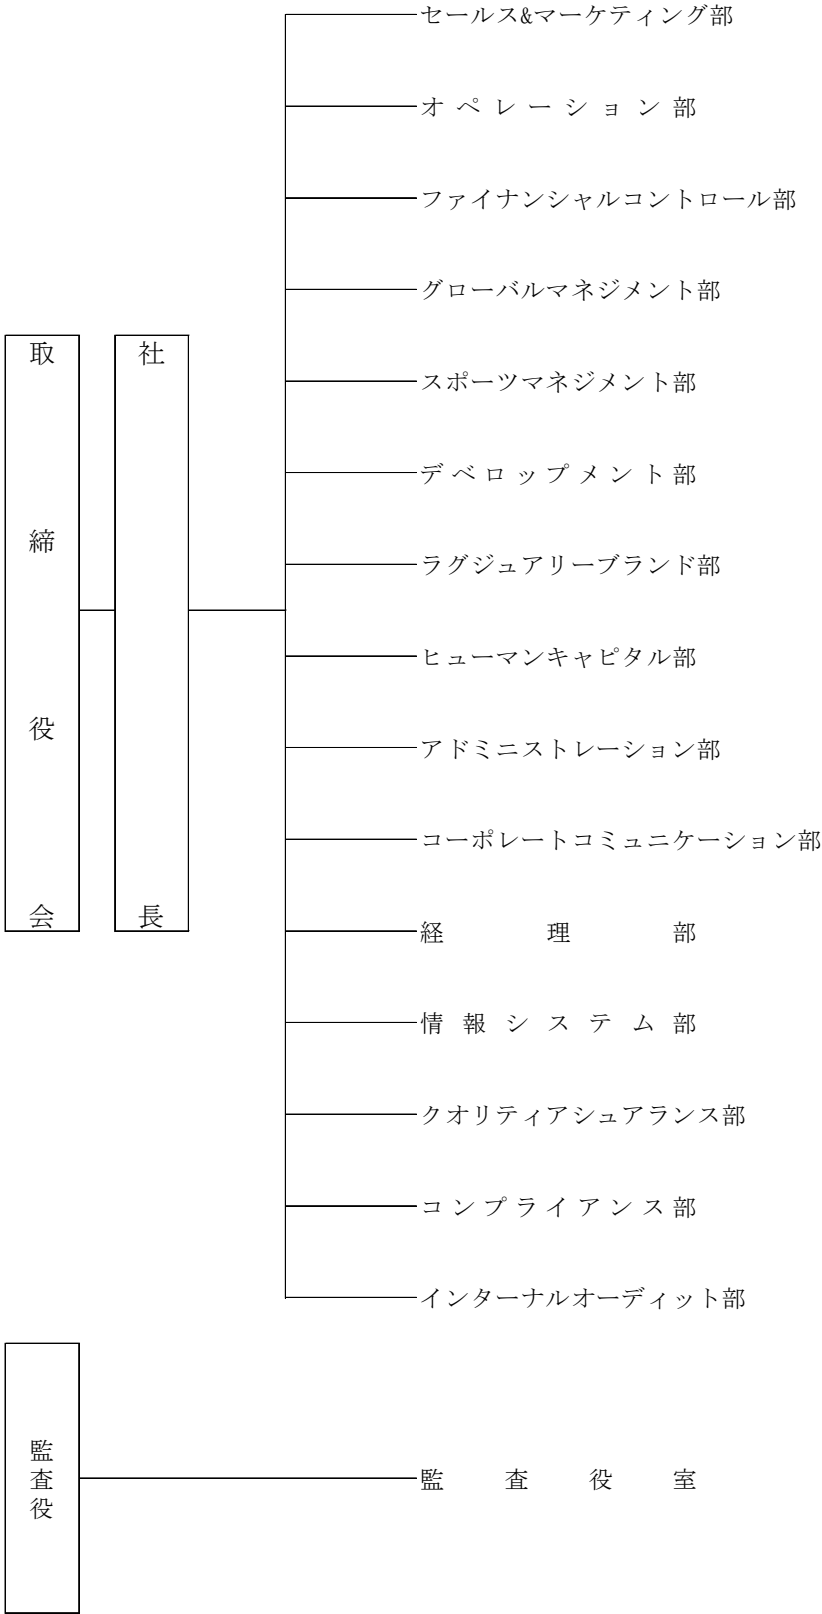 取締役会
社長
セールス&マーケティング部
オペレーション部
ファイナンシャルコントロール部
グローバルマネジメント部
スポーツマネジメント部
デベロップメント部
ラグジュアリーブランド部
ヒューマンキャピタル部
アドミニストレーション部
コーポレートコミュニケーション部
経理部
情報システム部
クオリティアシュアランス部
コンプライアンス部
インターナルオーディット部
監査役
監査役室